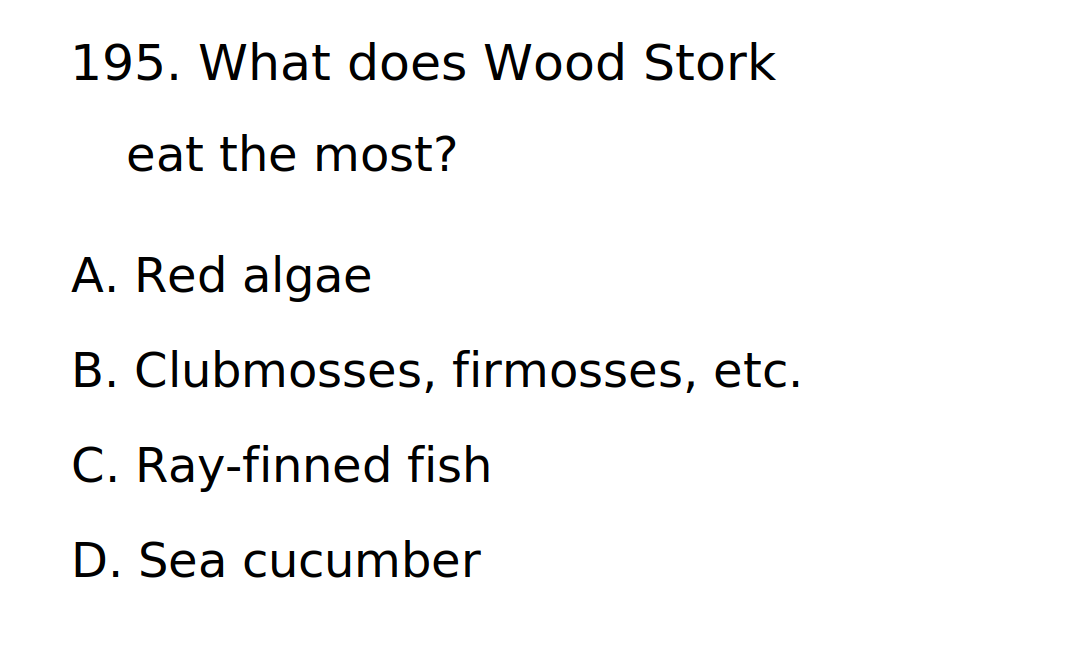 195. What does Wood Stork
eat the most?
A. Red algae
B. Clubmosses, firmosses, etc.
C. Ray-finned fish
D. Sea cucumber